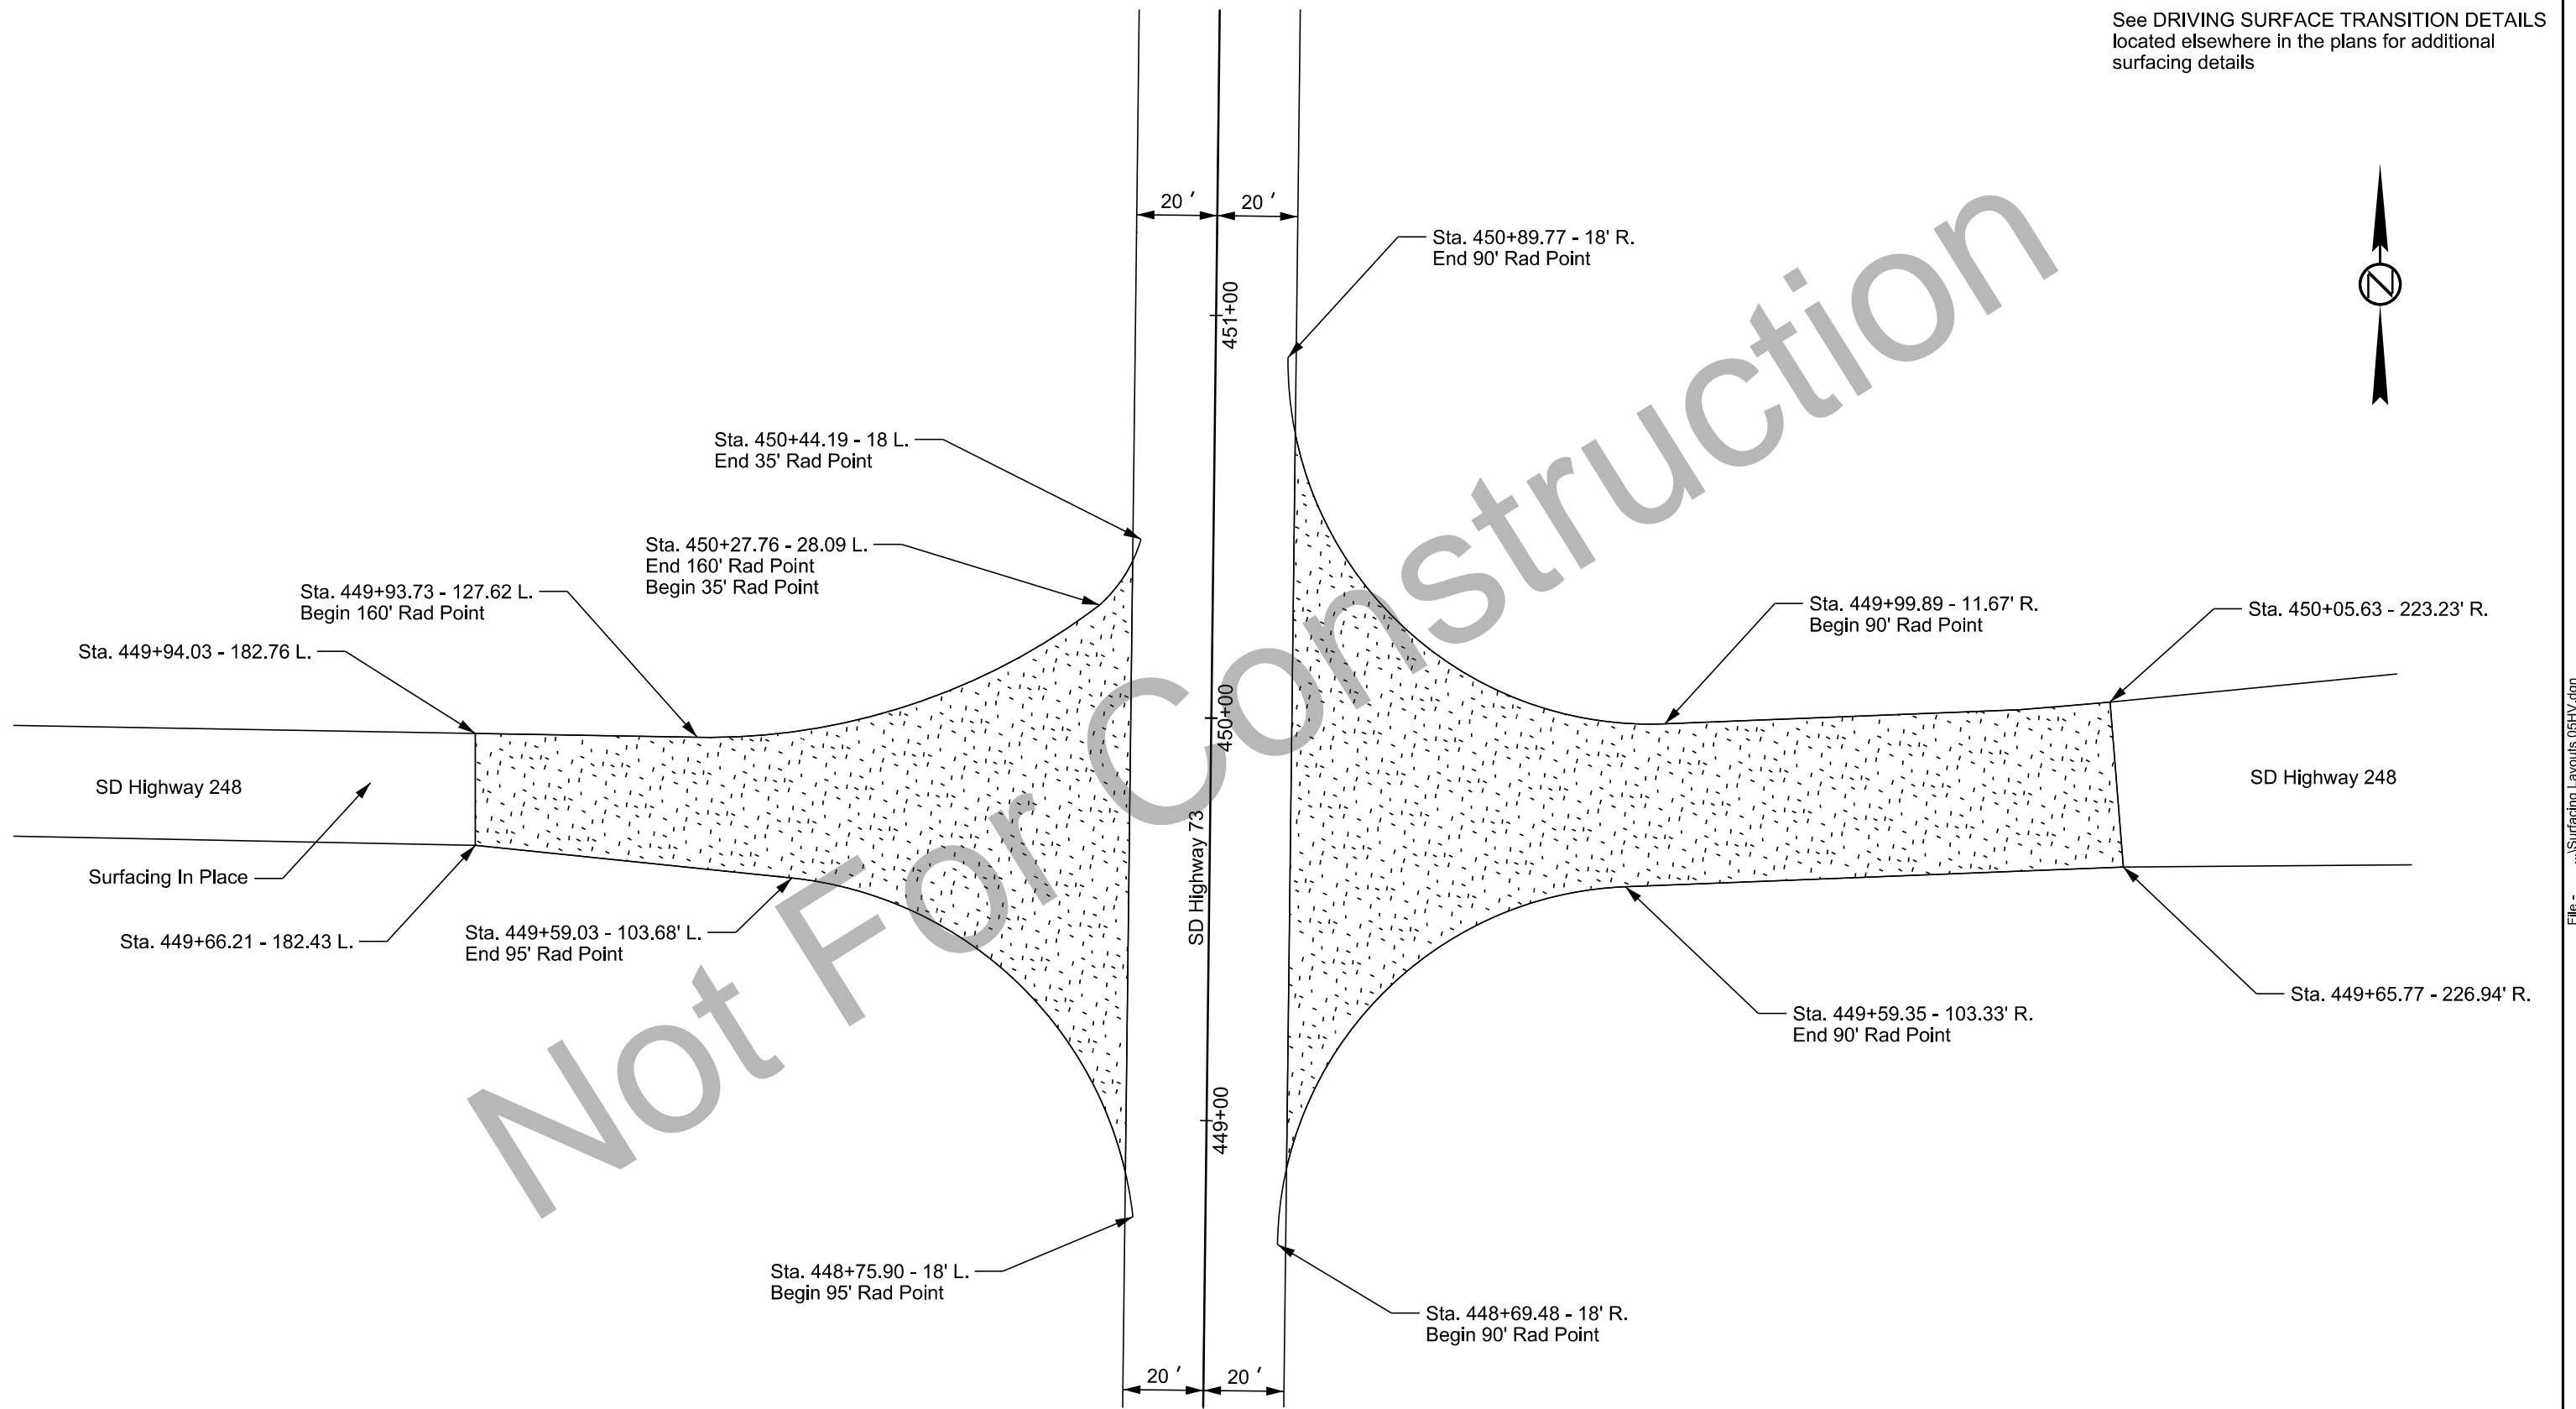 See DRIVING SURFACE TRANSITION DETAILS
located elsewhere in the plans for additional
surfacing details
20 '
20 '
Sta. 450+89.77 - 18' R.
End 90' Rad Point
451+00
N
Sta. 450+44.19 - 18 L.
End 35' Rad Point
Sta. 450+27.76 - 28.09 L.
End 160' Rad Point
Begin 35' Rad Point
Sta. 449+93.73 - 127.62 L.
Begin 160' Rad Point
Sta. 449+99.89 - 11.67' R.
Begin 90' Rad Point
Sta. 450+05.63 - 223.23' R.
Sta. 449+94.03 - 182.76 L.
450+00
SD Highway 248
SD Highway 248
Surfacing In Place
SD Highway 73
Sta. 449+66.21 - 182.43 L.
Sta. 449+59.03 - 103.68' L.
End 95' Rad Point
Sta. 449+65.77 - 226.94' R.
Sta. 449+59.35 - 103.33' R.
End 90' Rad Point
449+00
Sta. 448+75.90 - 18' L.
Begin 95' Rad Point
Sta. 448+69.48 - 18' R.
Begin 90' Rad Point
20 '
20 '
Not For Construction
File - ...\Surfacing Layouts 05HV.dgn